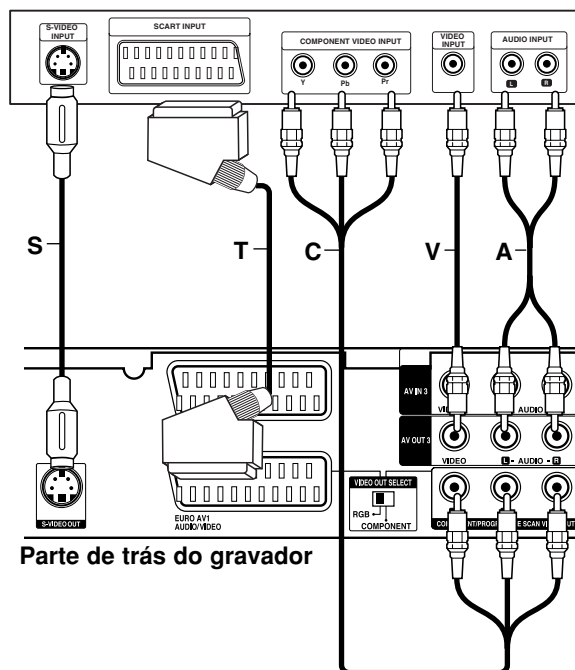 S-VIDEO
INPUT
SCART INPUT
COMPONENT VIDEO INPUT
Y
Pb
Pr
VIDEO
INPUT
AUDIO INPUT
L
R
S
T
C
V
A
AV IN 3
AUDIO
AV OUT 3
VIDEO
L - AUDIO - R
S-VIDEO OUT
EURO AV1
AUDIO/VIDEO
VIDEO OUT SELECT
RGB
COMPONENT
SCAN
Parte de trás do gravador